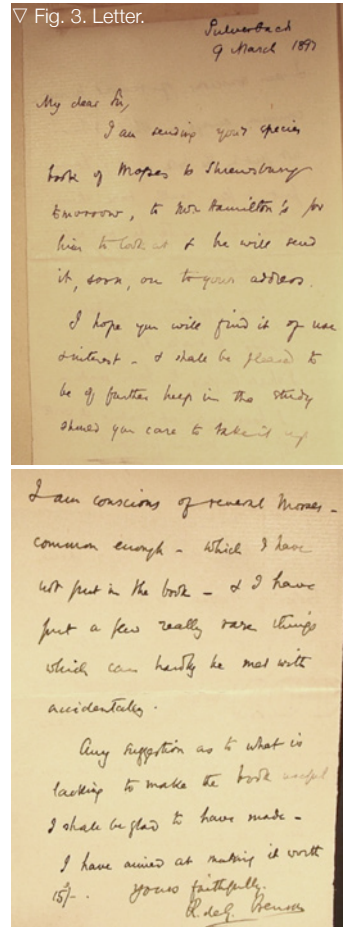 ▽ Fig. 3. Letter.
Pulverbach
9 March 1897
My dear Sir,
I am sending your species
book of Mosses to Shrewsbury
tomorrow, to Mr Hamilton's for
him to look at & he will send
it, soon, on to your address.
I hope you will find it of use
& interest - & shall be pleased to
be of further help in the study
should you care to take it up
I am conscious of several Mosses -
common enough - which I have
not put in the book - & I have
put a few really rare things
which can hardly be met with
accidentally.
Any suggestion as to what is
lacking to make the book useful
I shall be glad to have made -
I have aimed at making it worth
15/-. Yours faithfully.
R. de G. Benson